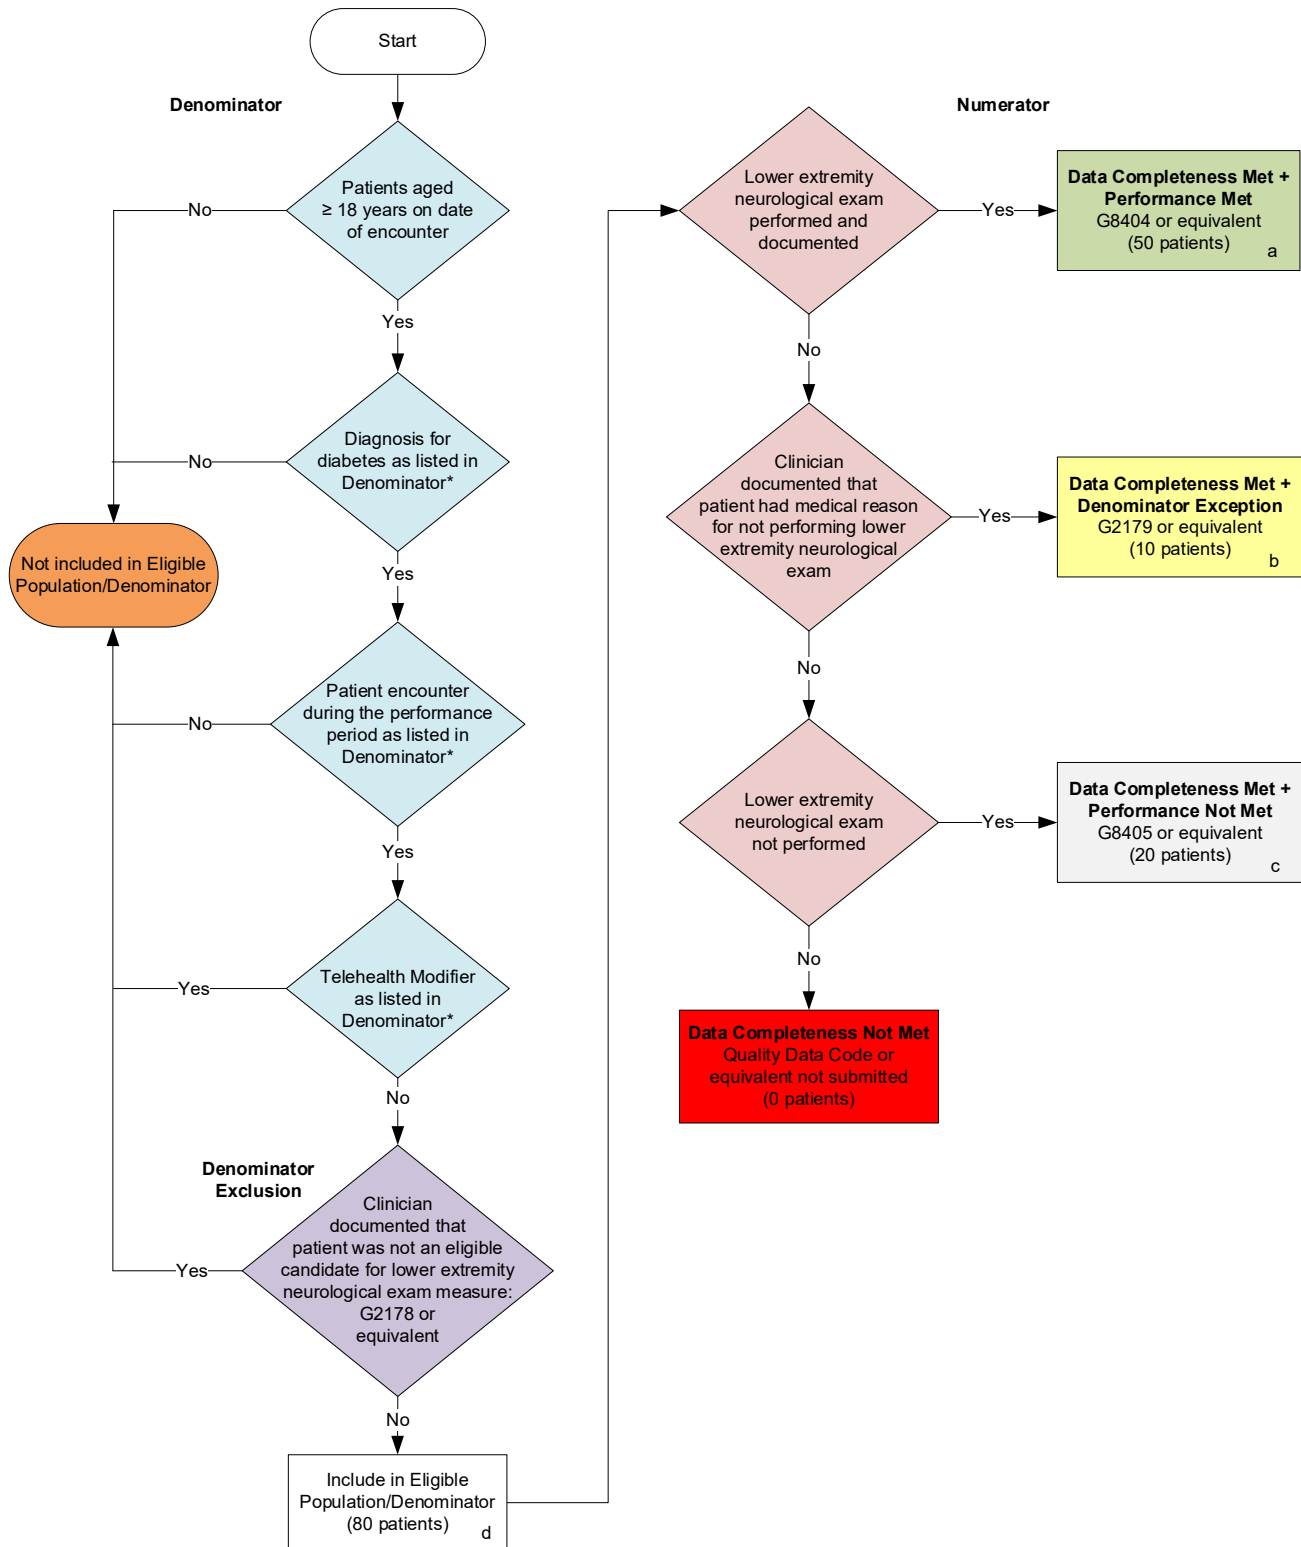 Start
Denominator
Patients aged
≥ 18 years on date
of encounter
No
Yes
Diagnosis for
diabetes as listed in
Denominator*
No
Not included in Eligible
Population/Denominator
Yes
Patient encounter
during the performance
period as listed in
Denominator*
No
Yes
Telehealth Modifier
as listed in
Denominator*
Yes
No
Denominator
Exclusion
Clinician
documented that
patient was not an eligible
candidate for lower extremity
neurological exam measure:
G2178 or
equivalent
Yes
No
Include in Eligible
Population/Denominator
(80 patients)
d
Numerator
Lower extremity
neurological exam
performed and
documented
Yes
Data Completeness Met +
Performance Met
G8404 or equivalent
(50 patients)
a
No
Clinician
documented that
patient had medical reason
for not performing lower
extremity neurological
exam
Yes
Data Completeness Met +
Denominator Exception
G2179 or equivalent
(10 patients)
b
No
Lower extremity
neurological exam
not performed
Yes
Data Completeness Met +
Performance Not Met
G8405 or equivalent
(20 patients)
c
No
Data Completeness Not Met
Quality Data Code or
equivalent not submitted
(0 patients)